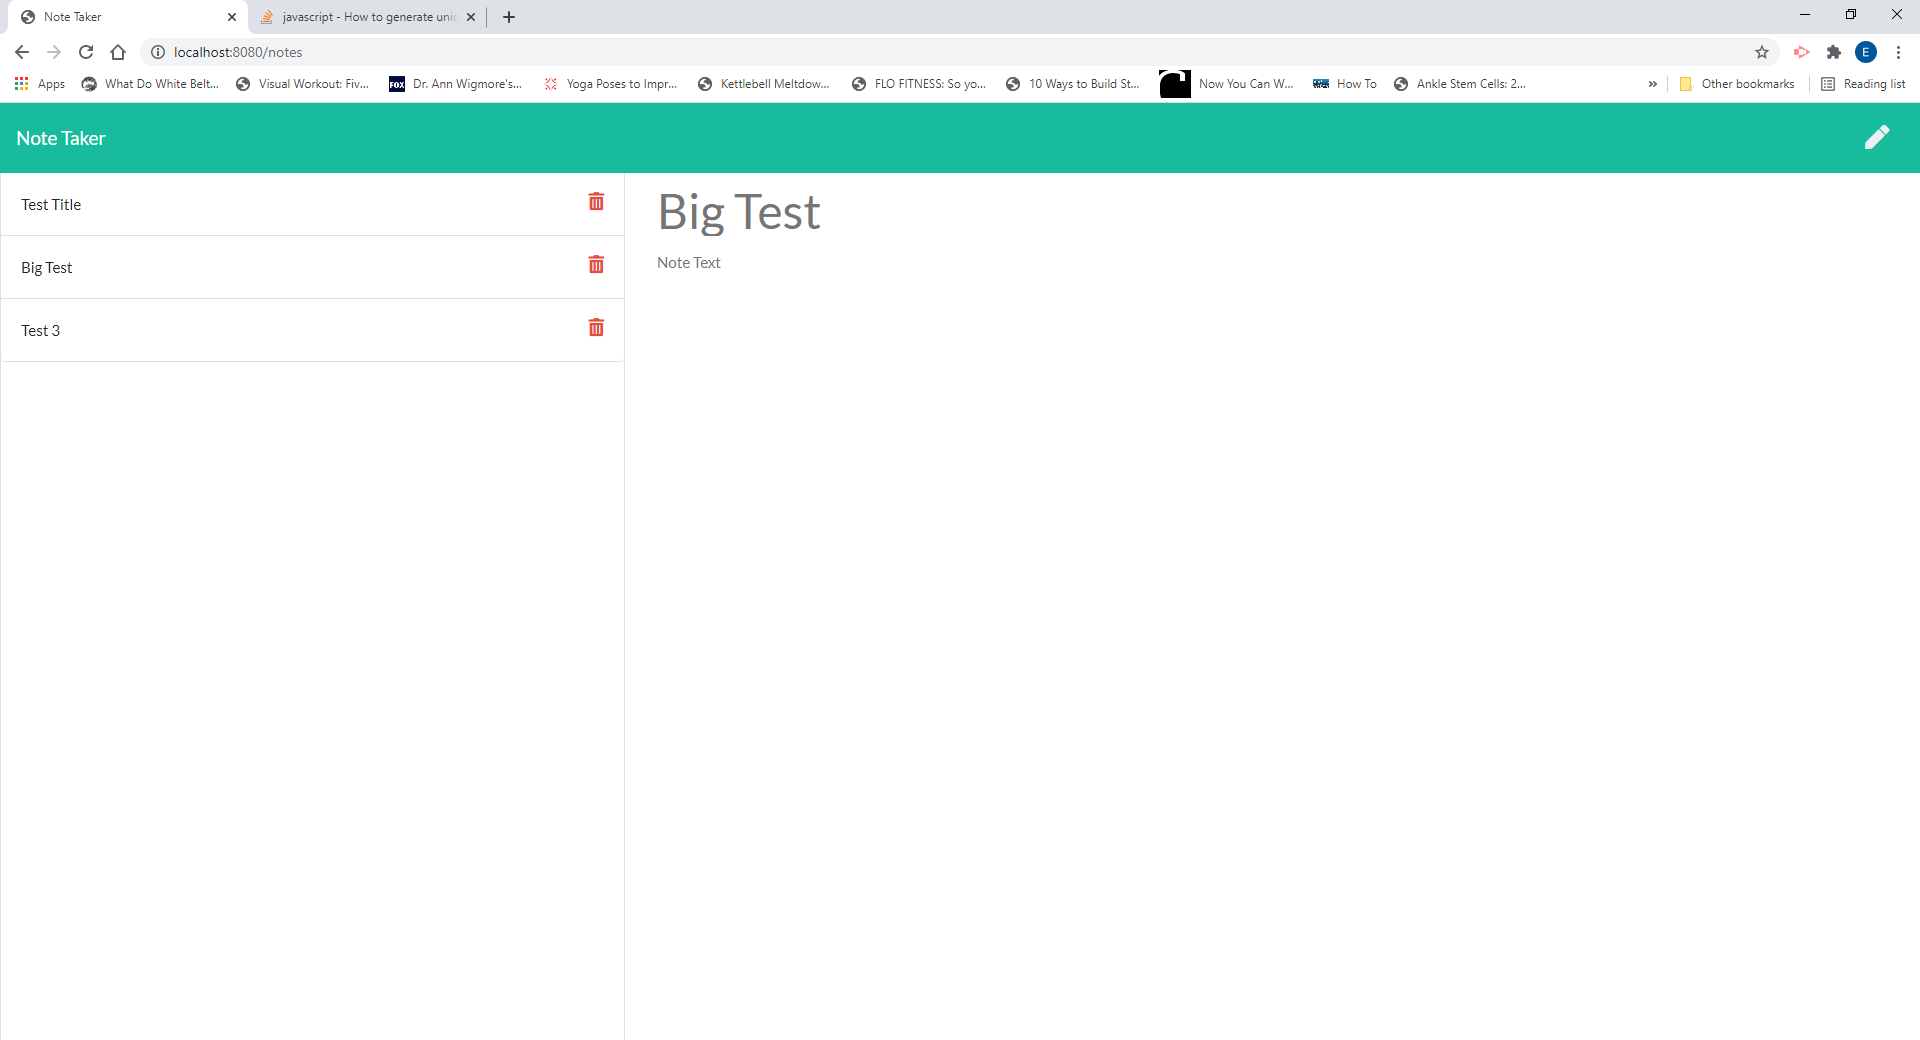 Note Taker
javascript - How to generate unic
localhost:8080/notes
E
Apps
What Do White Belt...
Visual Workout: Fiv...
FOX
Dr. Ann Wigmore's...
Yoga Poses to Impr...
Kettlebell Meltdow...
FLO FITNESS: So yo...
10 Ways to Build St...
Now You Can W...
How To
Ankle Stem Cells: 2...
»
Other bookmarks
Reading list
Note Taker
Test Title
Big Test
Test 3
Big Test
Note Text